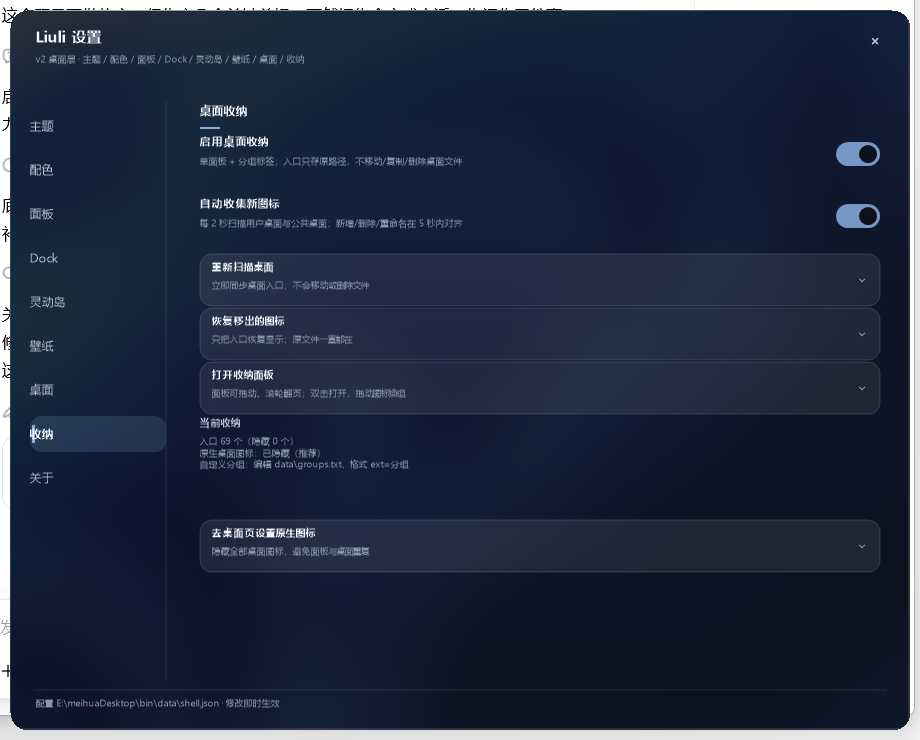 Liuli 设置
×
v2 桌面层 · 主题 / 配色 / 面板 / Dock / 灵动岛 / 壁纸 / 桌面 / 收纳
主题
配色
面板
Dock
灵动岛
壁纸
桌面
收纳
关于
桌面收纳
启用桌面收纳
单面板 + 分组标签；入口只存原路径，不移动/复制/删除桌面文件
自动收集新图标
每 2 秒扫描用户桌面与公共桌面；新增/删除/重命名在 5 秒内对齐
重新扫描桌面
立即同步桌面入口；不会移动或删除文件
恢复移出的图标
只把入口恢复显示；原文件一直都在
打开收纳面板
面板可拖动、滚轮翻页；双击打开，拖动图标换组
当前收纳
入口 69 个（隐藏 0 个）
原生桌面图标：已隐藏（推荐）
自定义分组：编辑 data\groups.txt，格式 ext=分组
去桌面页设置原生图标
隐藏全部桌面图标，避免面板与桌面重复
配置 E:\meihuaDesktop\bin\data\shell.json · 修改即时生效